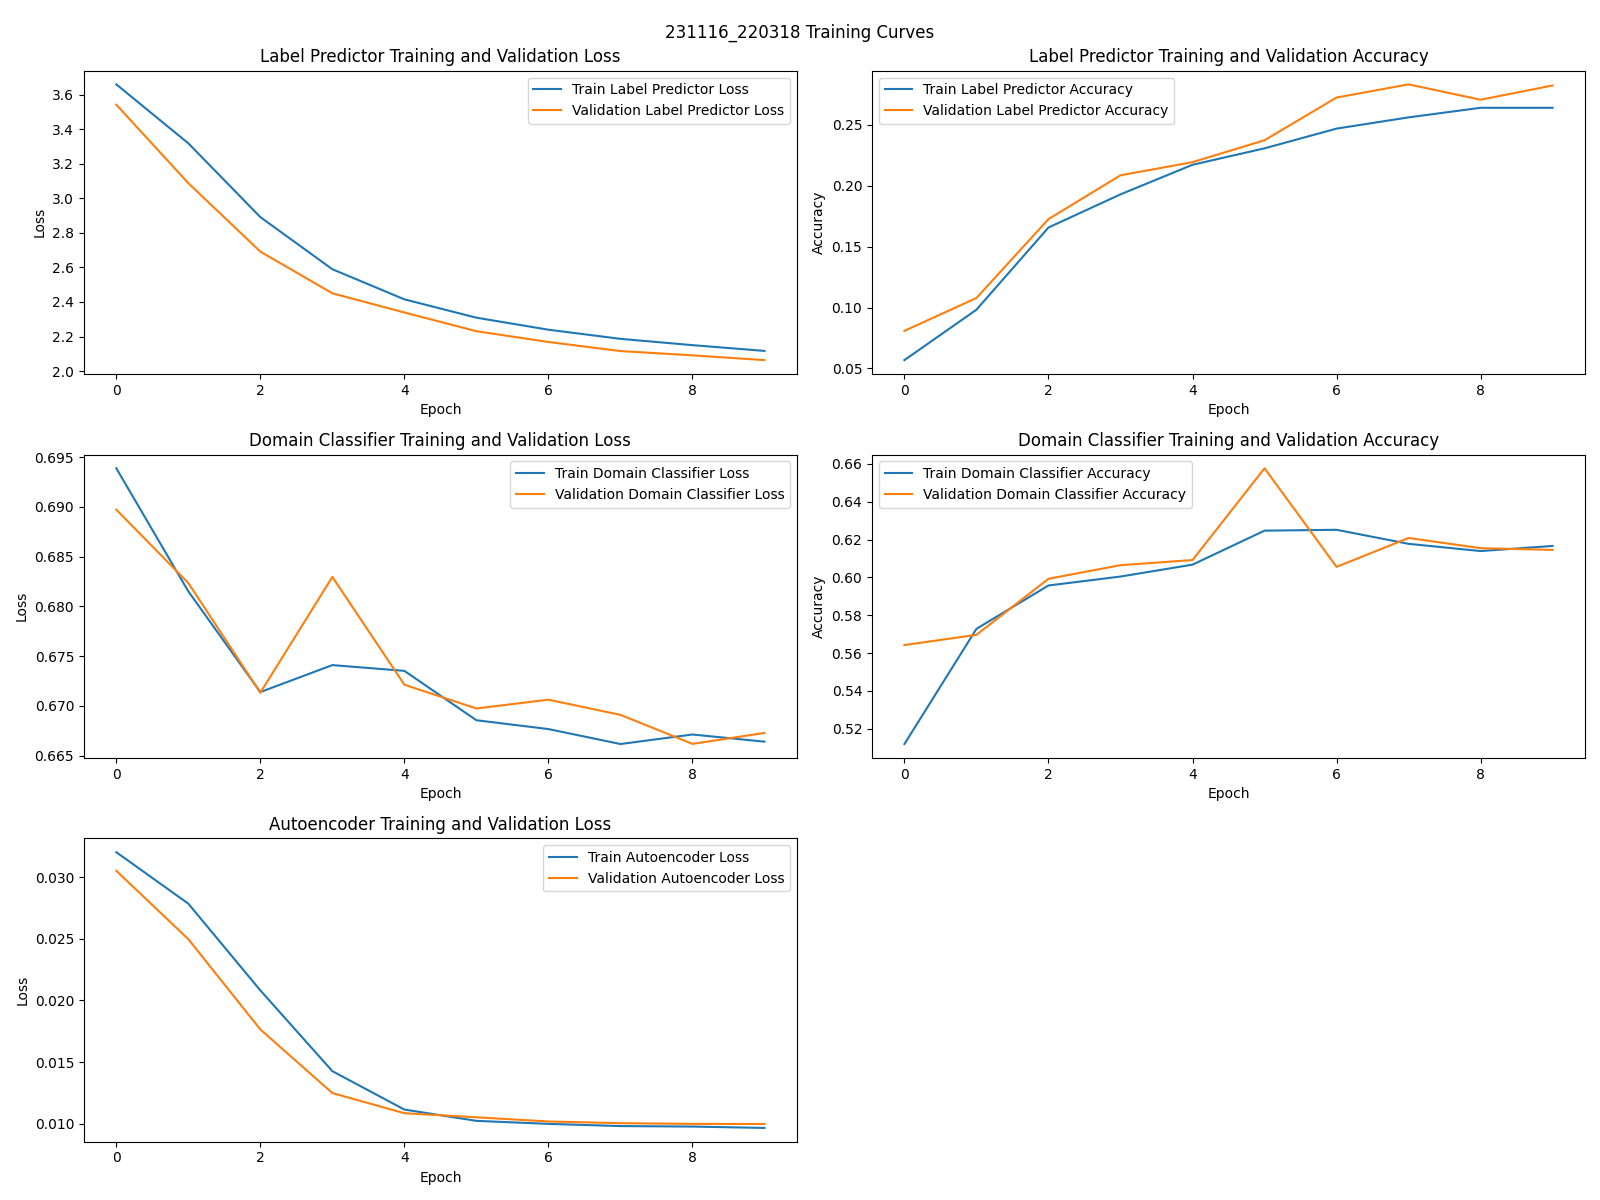 231116_220318 Training Curves
Label Predictor Training and Validation Loss
Train Label Predictor Loss
Validation Label Predictor Loss
Loss
3.6
3.4
3.2
3.0
2.8
2.6
2.4
2.2
2.0
0 2 4 6 8
Epoch
Label Predictor Training and Validation Accuracy
Train Label Predictor Accuracy
Validation Label Predictor Accuracy
Accuracy
0.25
0.20
0.15
0.10
0.05
0 2 4 6 8
Epoch
Domain Classifier Training and Validation Loss
Train Domain Classifier Loss
Validation Domain Classifier Loss
Loss
0.695
0.690
0.685
0.680
0.675
0.670
0.665
0 2 4 6 8
Epoch
Domain Classifier Training and Validation Accuracy
Train Domain Classifier Accuracy
Validation Domain Classifier Accuracy
Accuracy
0.66
0.64
0.62
0.60
0.58
0.56
0.54
0.52
0 2 4 6 8
Epoch
Autoencoder Training and Validation Loss
Train Autoencoder Loss
Validation Autoencoder Loss
Loss
0.030
0.025
0.020
0.015
0.010
0 2 4 6 8
Epoch